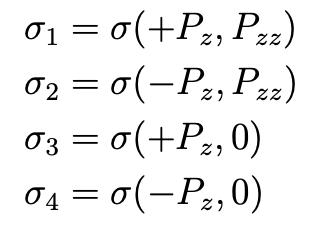 σ₁ = σ(+P_z, P_zz)
σ₂ = σ(−P_z, P_zz)
σ₃ = σ(+P_z, 0)
σ₄ = σ(−P_z, 0)